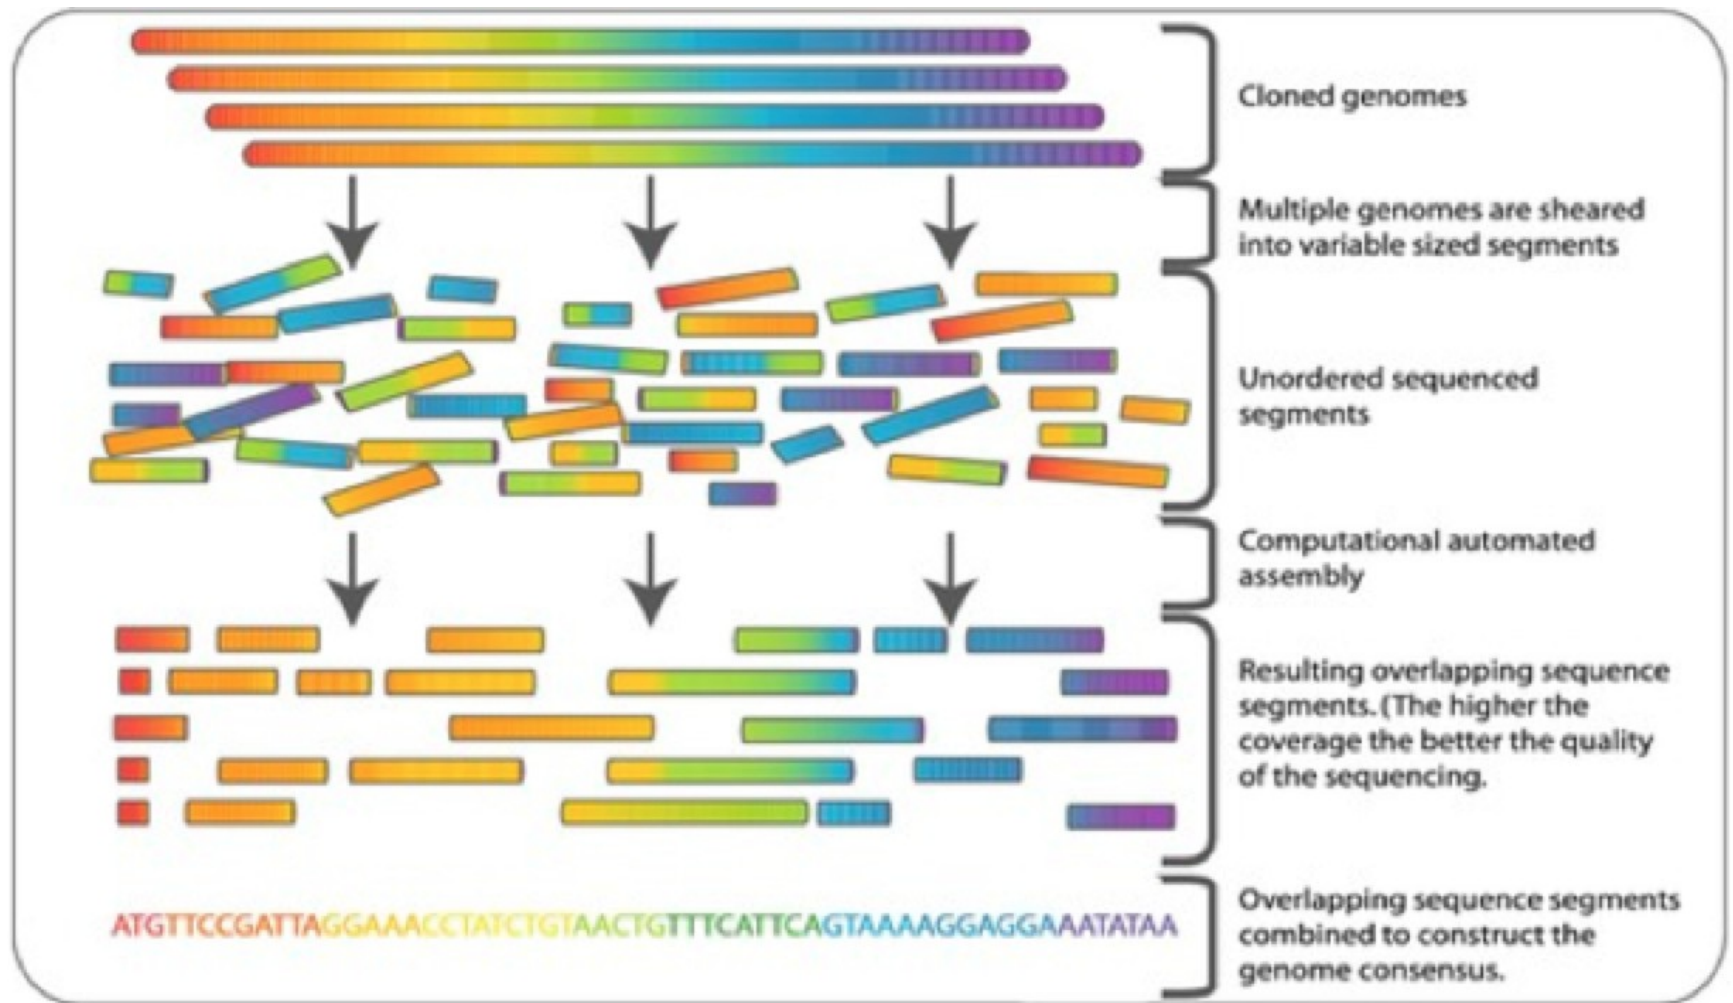 Cloned genomes
Multiple genomes are sheared
into variable sized segments
Unordered sequenced
segments
Computational automated
assembly
Resulting overlapping sequence
segments. (The higher the
coverage the better the quality
of the sequencing.
ATGTTCCGATTAGGAAACCTATCTGTAACTGTTTCATTCAGTAAAAGGAGGAAATATAA
Overlapping sequence segments
combined to construct the
genome consensus.